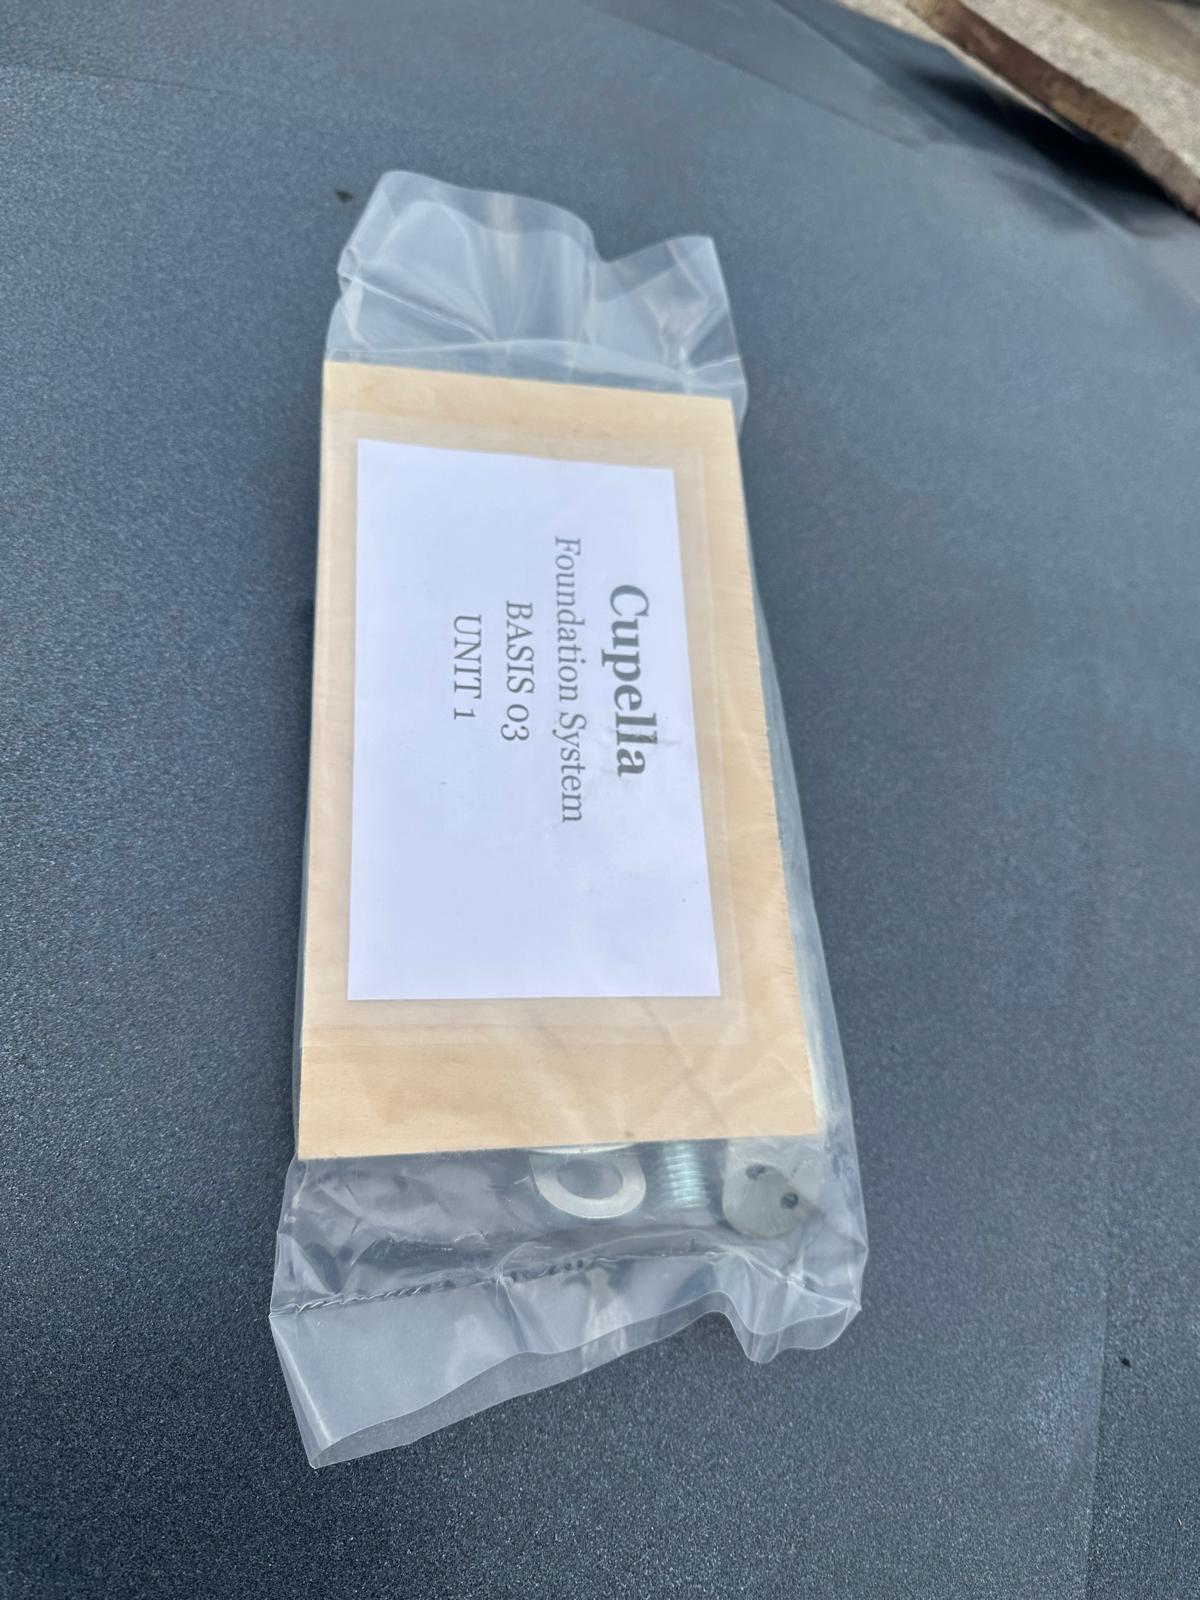 Cupella
Foundation System
BASIS 03
UNIT 1